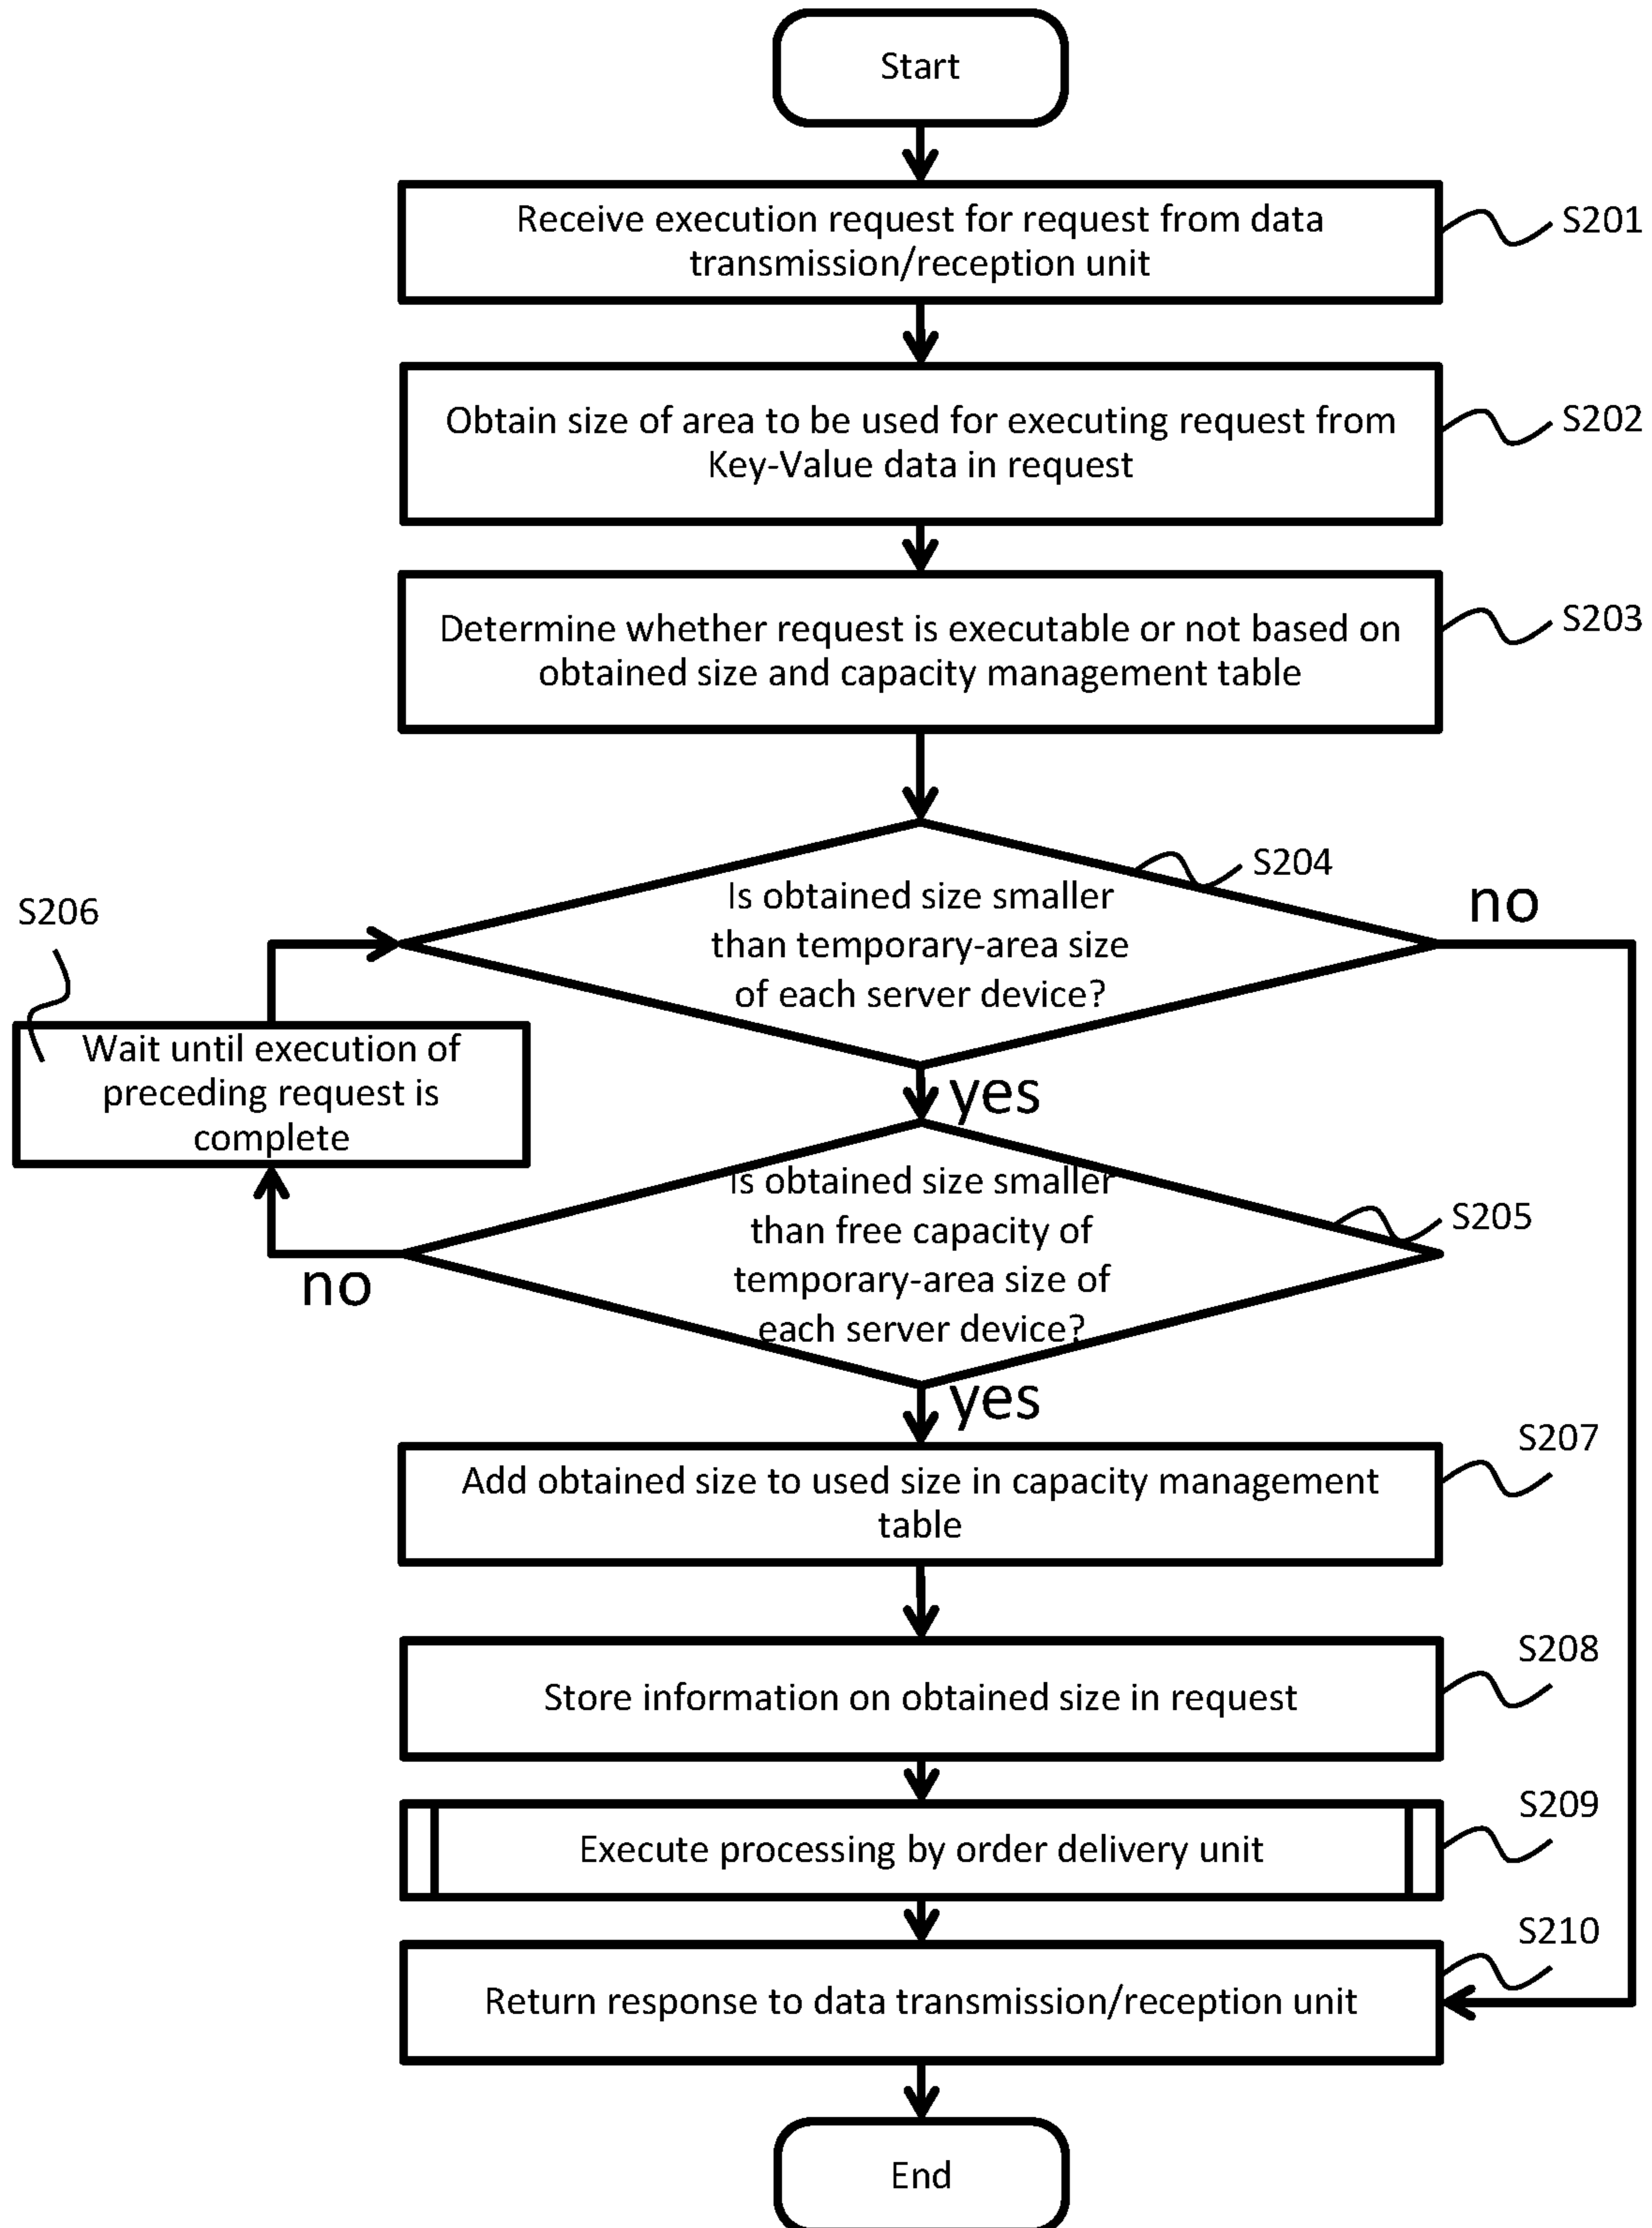 Start
Receive execution request for request from data
transmission/reception unit
S201
Obtain size of area to be used for executing request from
Key-Value data in request
S202
Determine whether request is executable or not based on
obtained size and capacity management table
S203
S204
Is obtained size smaller
than temporary-area size
of each server device?
no
S206
Wait until execution of
preceding request is
complete
yes
Is obtained size smaller
than free capacity of
temporary-area size of
each server device?
S205
no
yes
Add obtained size to used size in capacity management
table
S207
Store information on obtained size in request
S208
Execute processing by order delivery unit
S209
Return response to data transmission/reception unit
S210
End